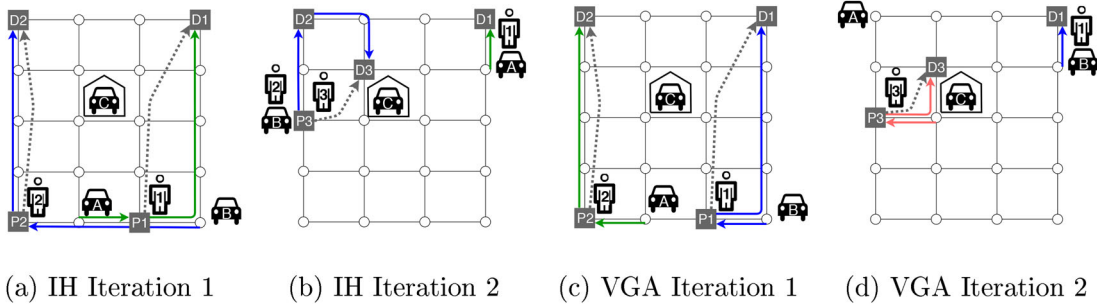 D2 D1
C
2 A 1 B
P2 P1
D2 D1
1
A
D3
2 3 C
B
P3
D2 D1
C
2 A 1 B
P2 P1
A D1
1
B
D3
3 C
P3
(a) IH Iteration 1
(b) IH Iteration 2
(c) VGA Iteration 1
(d) VGA Iteration 2